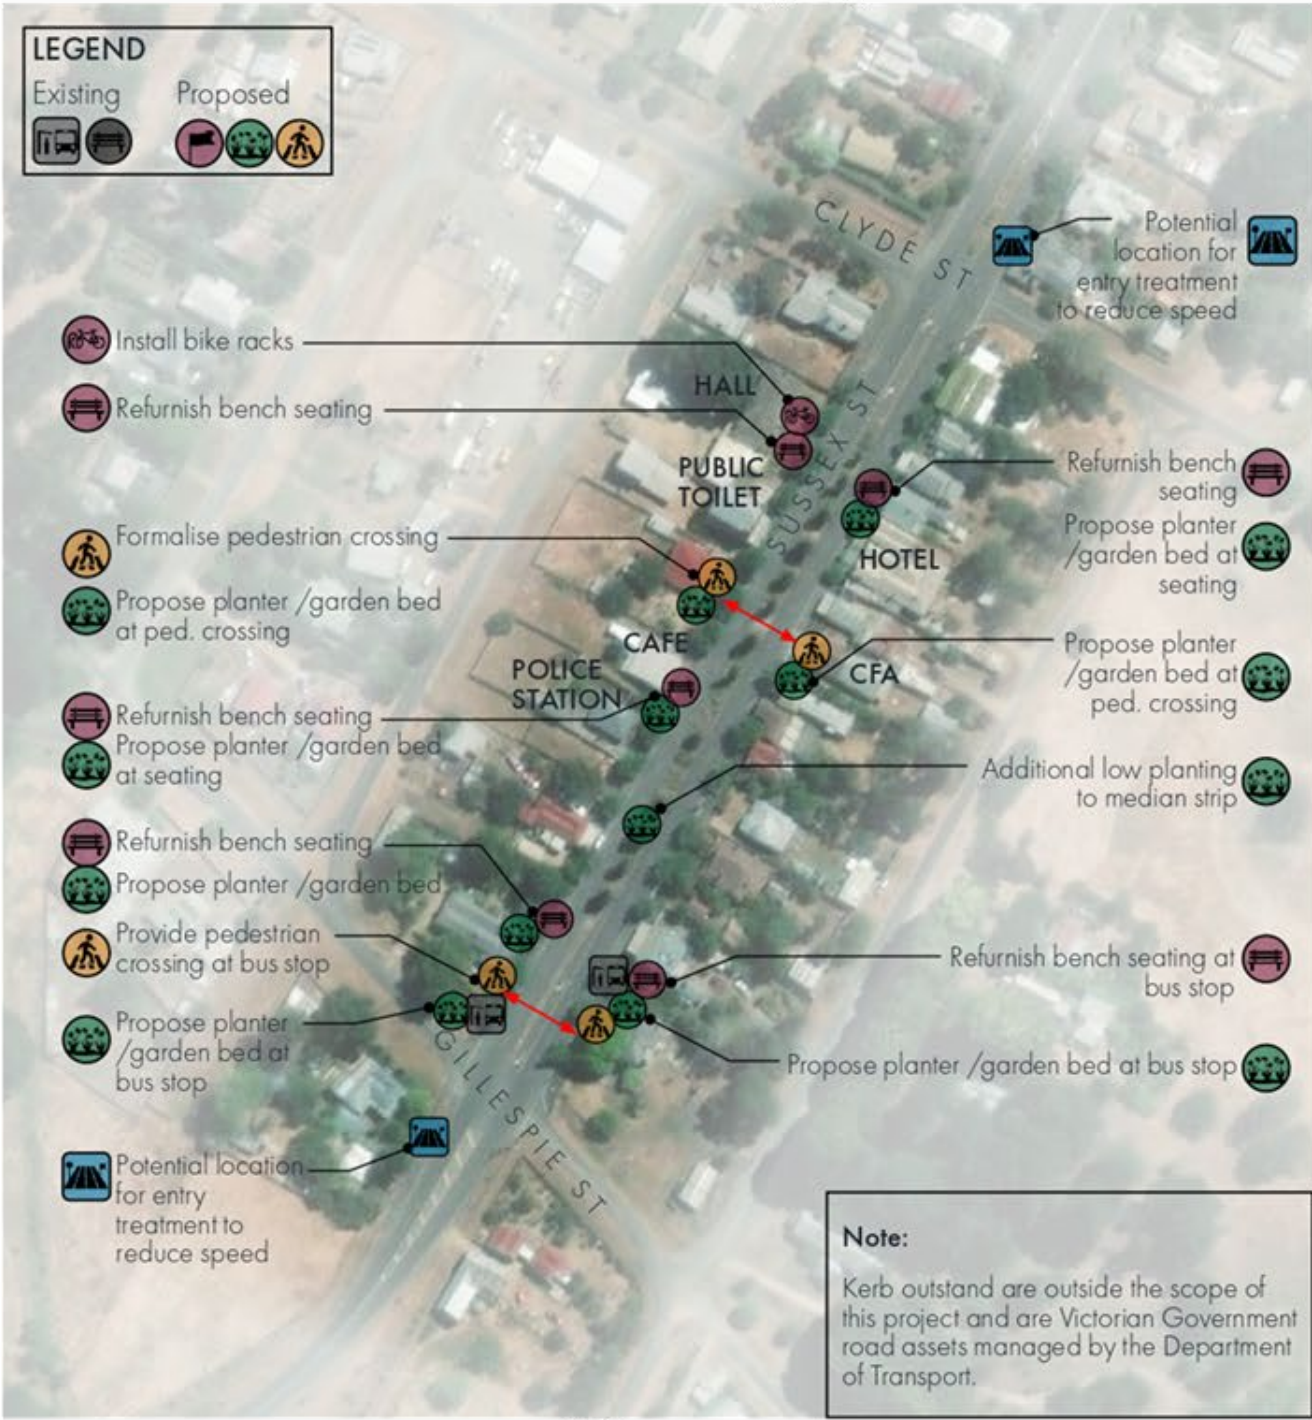 LEGEND
Existing Proposed
CLYDE ST
Potential
location for
entry treatment
to reduce speed
Install bike racks
HALL
Refurnish bench seating
SUSSEX ST
PUBLIC
TOILET
Refurnish bench
seating
Propose planter
/garden bed at
seating
HOTEL
Formalise pedestrian crossing
Propose planter /garden bed
at ped. crossing
CAFE
POLICE
STATION
CFA
Propose planter
/garden bed at
ped. crossing
Refurnish bench seating
Propose planter /garden bed
at seating
Additional low planting
to median strip
Refurnish bench seating
Propose planter /garden bed
Provide pedestrian
crossing at bus stop
Refurnish bench seating at
bus stop
Propose planter
/garden bed at
bus stop
Propose planter /garden bed at bus stop
GILLESPIE ST
Potential location
for entry
treatment to
reduce speed
Note:
Kerb outstand are outside the scope of
this project and are Victorian Government
road assets managed by the Department
of Transport.